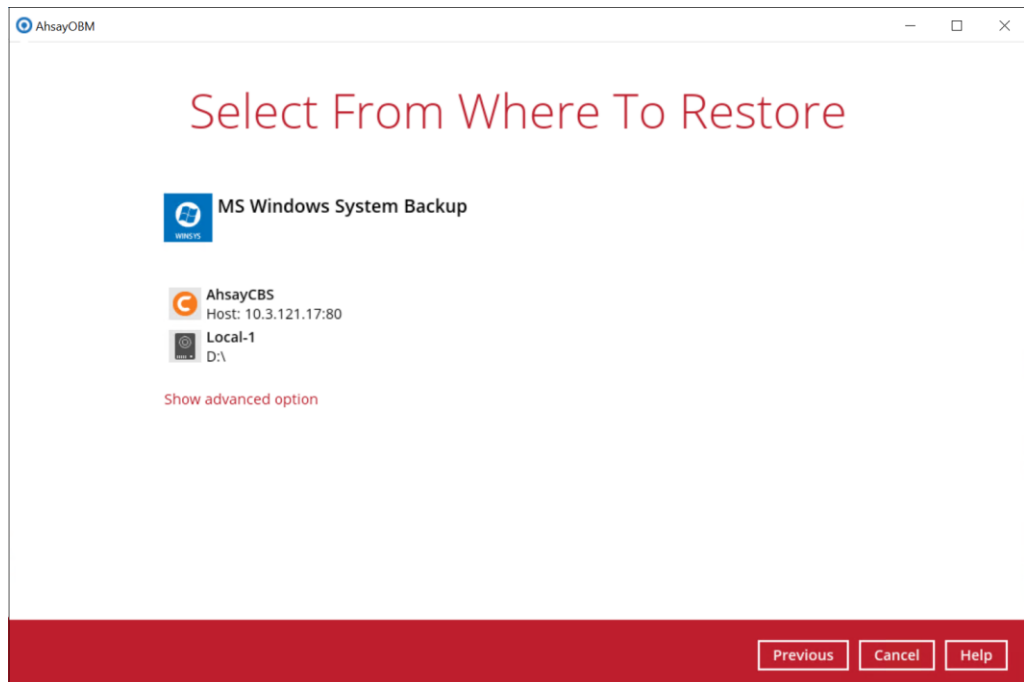 AhsayOBM
Select From Where To Restore
MS Windows System Backup
WINSYS
AhsayCBS
Host: 10.3.121.17:80
Local-1
D:\
Show advanced option
Previous Cancel Help